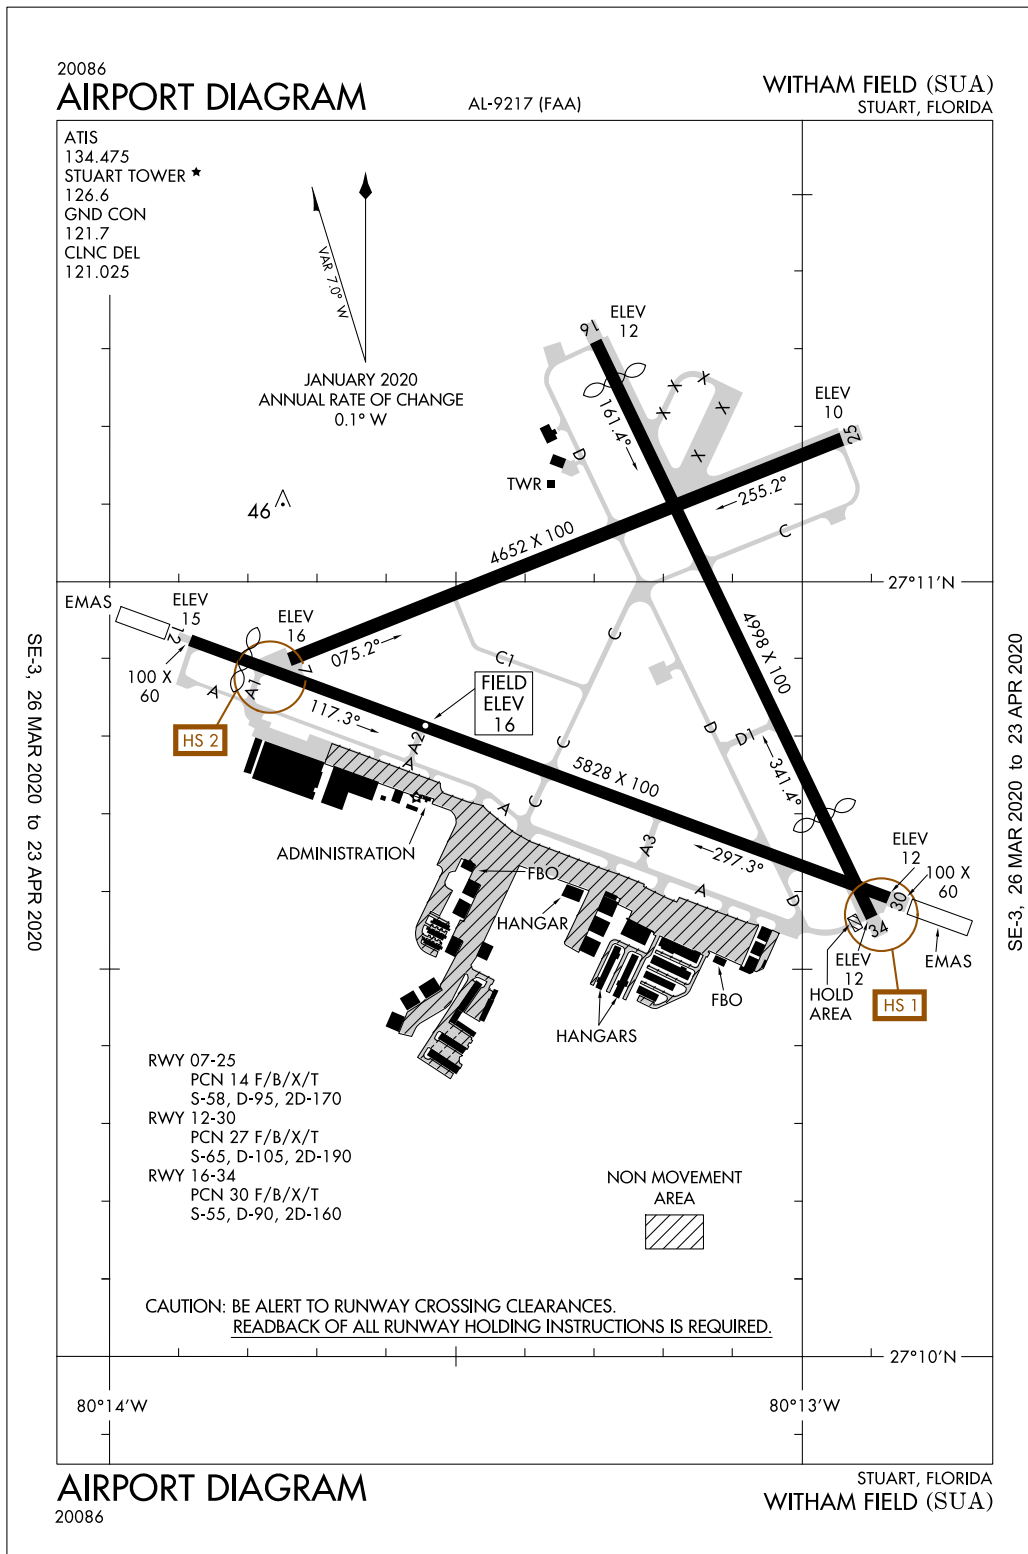 20086
AIRPORT DIAGRAM
AL-9217 (FAA)
WITHAM FIELD (SUA)
STUART, FLORIDA
ATIS
134.475
STUART TOWER ★
126.6
GND CON
121.7
CLNC DEL
121.025
VAR 7.0° W
JANUARY 2020
ANNUAL RATE OF CHANGE
0.1° W
46
16
ELEV
12
161.4°
X
X
X
X
X
ELEV
10
25
255.2°
D
TWR
C
4652 X 100
27°11'N
EMAS
ELEV
15
12
ELEV
16
7
075.2°
100 X
60
A
A1
HS 2
117.3°
C1
C
FIELD
ELEV
16
4998 X 100
D
D1
341.4°
A2
A
C
5828 X 100
A
C
A3
297.3°
ADMINISTRATION
FBO
HANGAR
A
D
ELEV
12
100 X
60
30
34
ELEV
12
EMAS
HOLD
AREA
HS 1
FBO
HANGARS
RWY 07-25
PCN 14 F/B/X/T
S-58, D-95, 2D-170
RWY 12-30
PCN 27 F/B/X/T
S-65, D-105, 2D-190
RWY 16-34
PCN 30 F/B/X/T
S-55, D-90, 2D-160
NON MOVEMENT
AREA
CAUTION: BE ALERT TO RUNWAY CROSSING CLEARANCES.
READBACK OF ALL RUNWAY HOLDING INSTRUCTIONS IS REQUIRED.
27°10'N
80°14'W
80°13'W
SE-3, 26 MAR 2020 to 23 APR 2020
SE-3, 26 MAR 2020 to 23 APR 2020
AIRPORT DIAGRAM
20086
STUART, FLORIDA
WITHAM FIELD (SUA)